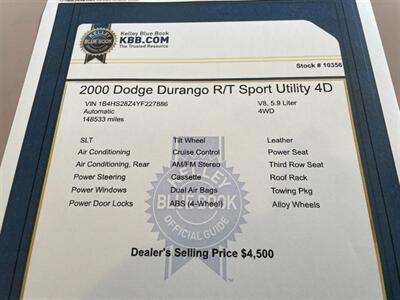 Kelley Blue Book
KBB.COM
The Trusted Resource
KELLEY
BLUE BOOK
Stock # 10356
2000 Dodge Durango R/T Sport Utility 4D
VIN 1B4HS28Z4YF227886
V8, 5.9 Liter
Automatic
4WD
148533 miles
SLT
Tilt Wheel
Leather
Air Conditioning
Cruise Control
Power Seat
Air Conditioning, Rear
AM/FM Stereo
Third Row Seat
Power Steering
Cassette
Roof Rack
Power Windows
Dual Air Bags
Towing Pkg
Power Door Locks
ABS (4-Wheel)
Alloy Wheels
KELLEY
BLUE BOOK
OFFICIAL GUIDE
Dealer's Selling Price $4,500